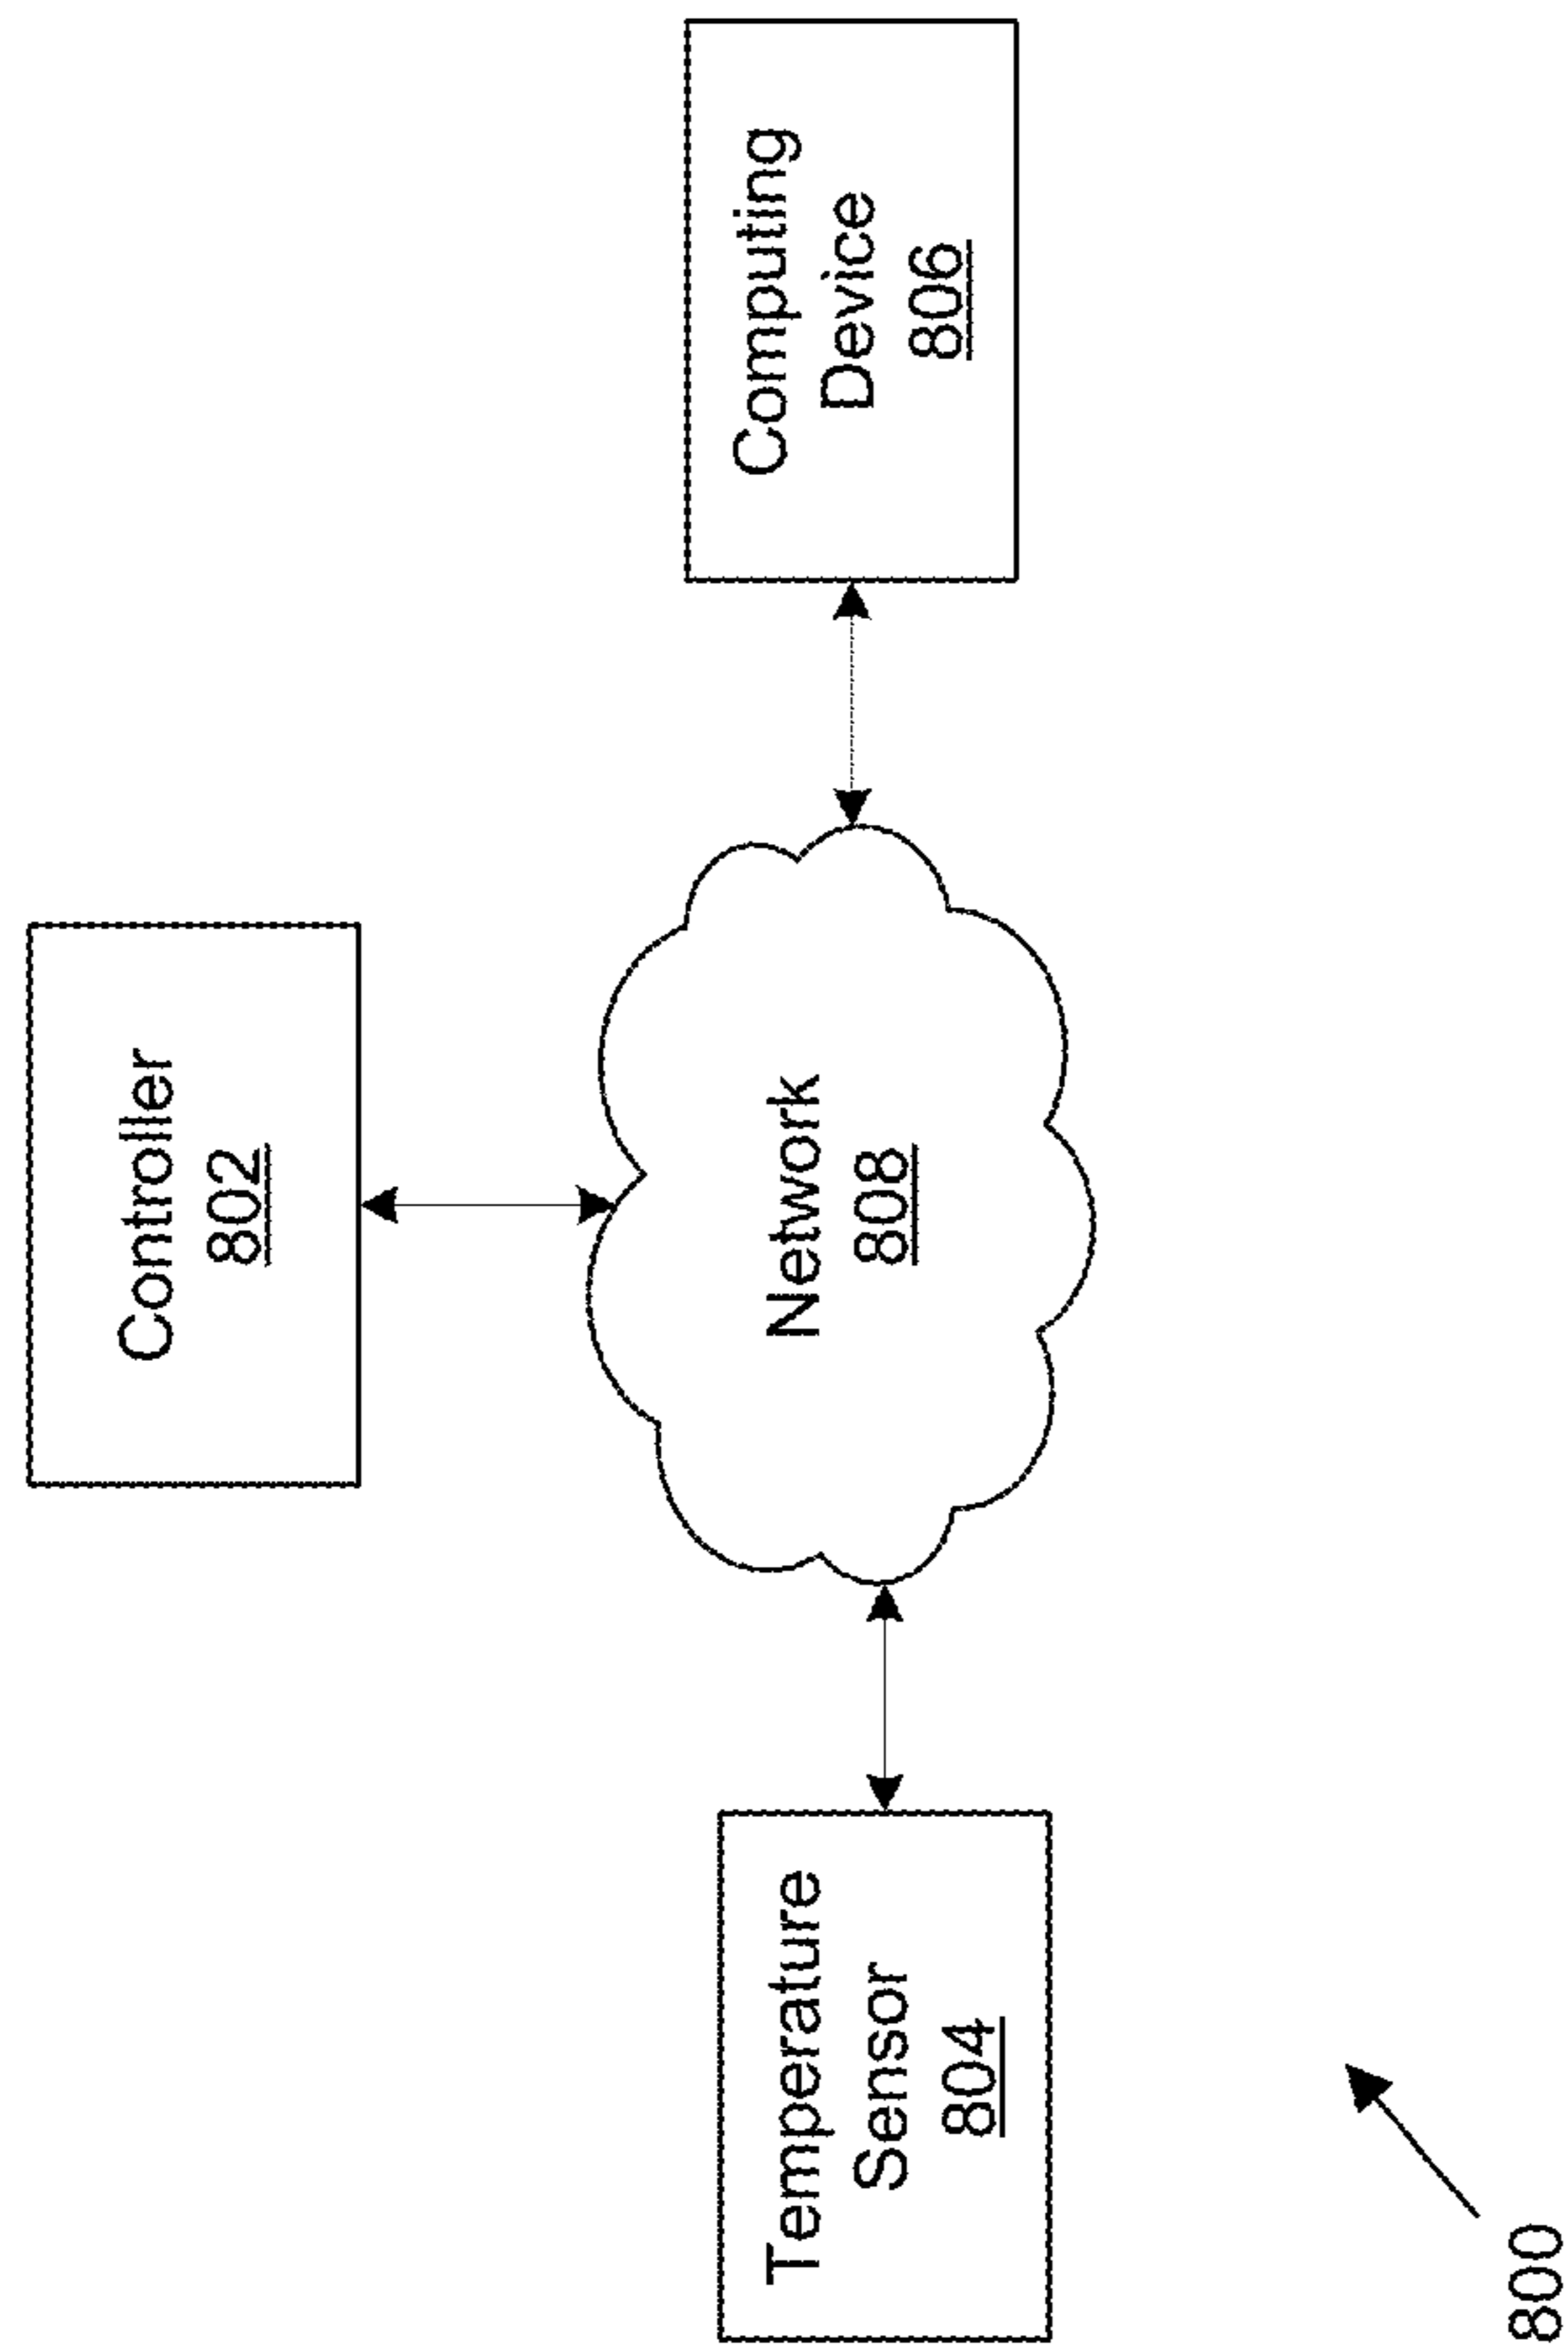 Controller
802
Temperature
Sensor
804
Network
808
Computing
Device
806
800